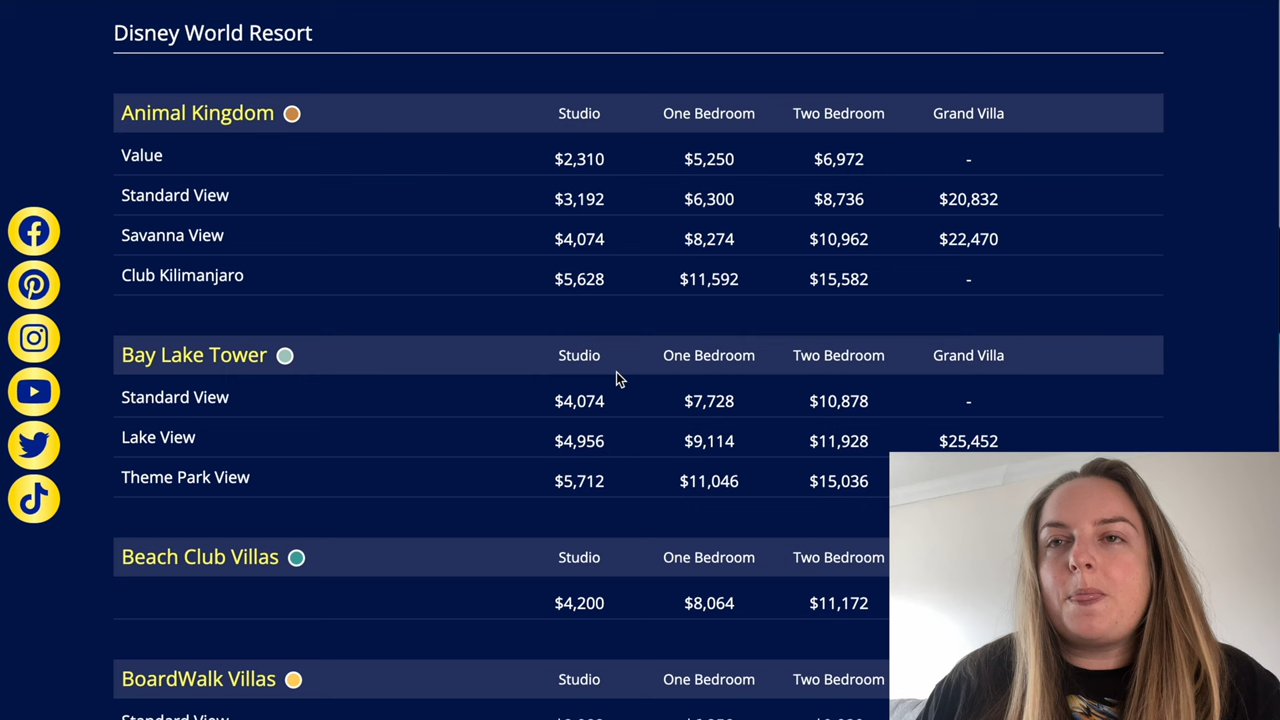 Disney World Resort
Animal Kingdom Studio One Bedroom Two Bedroom Grand Villa
Value $2,310 $5,250 $6,972 -
Standard View $3,192 $6,300 $8,736 $20,832
Savanna View $4,074 $8,274 $10,962 $22,470
Club Kilimanjaro $5,628 $11,592 $15,582 -
Bay Lake Tower Studio One Bedroom Two Bedroom Grand Villa
Standard View $4,074 $7,728 $10,878 -
Lake View $4,956 $9,114 $11,928 $25,452
Theme Park View $5,712 $11,046 $15,036
Beach Club Villas Studio One Bedroom Two Bedroom
$4,200 $8,064 $11,172
BoardWalk Villas Studio One Bedroom Two Bedroom
Standard View